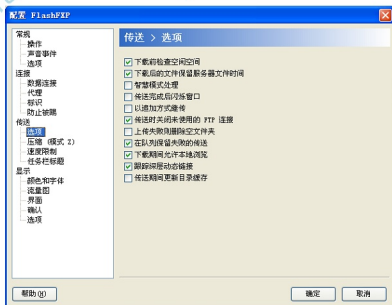 配置 FlashFXP
常规
操作
声音事件
选项
连接
数据连接
代理
标识
防止被踢
传送
选项
压缩 (模式 Z)
速度限制
任务栏标题
显示
颜色和字体
流量图
界面
确认
选项
传送 > 选项
下载前检查空闲空间
下载后的文件保留服务器文件时间
智慧模式处理
传送完成后闪烁窗口
以追加方式续传
传送时关闭未使用的 FTP 连接
上传失败则删除空文件夹
在队列保留失败的传送
下载期间允许本地浏览
跟踪深层动态链接
传送期间更新目录缓存
帮助(H)
确定
取消